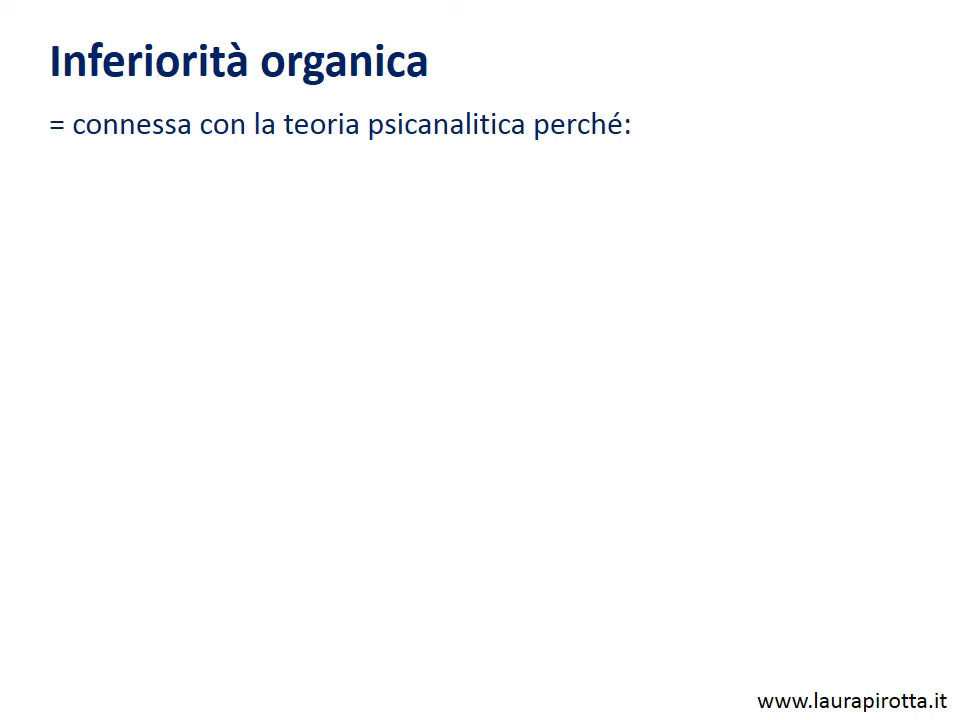 Inferiorità organica
= connessa con la teoria psicanalitica perché:
www.laurapirotta.it